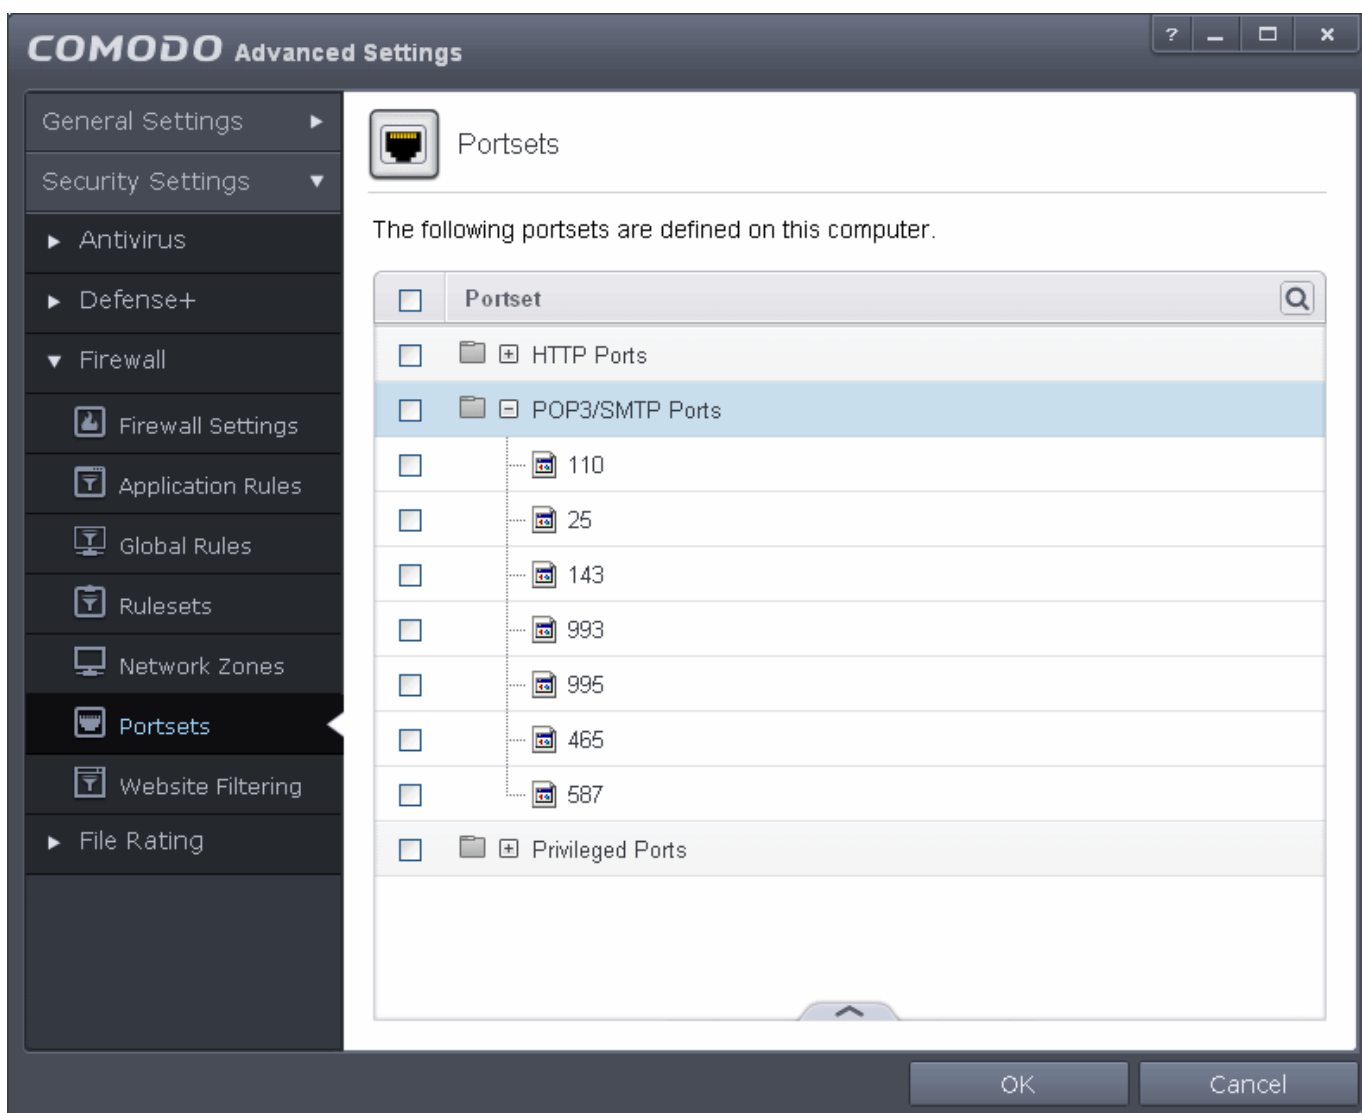 COMODO Advanced Settings
?
General Settings
Security Settings
Antivirus
Defense+
Firewall
Firewall Settings
Application Rules
Global Rules
Rulesets
Network Zones
Portsets
Website Filtering
File Rating
Portsets
The following portsets are defined on this computer.
Portset
HTTP Ports
POP3/SMTP Ports
110
25
143
993
995
465
587
Privileged Ports
OK
Cancel